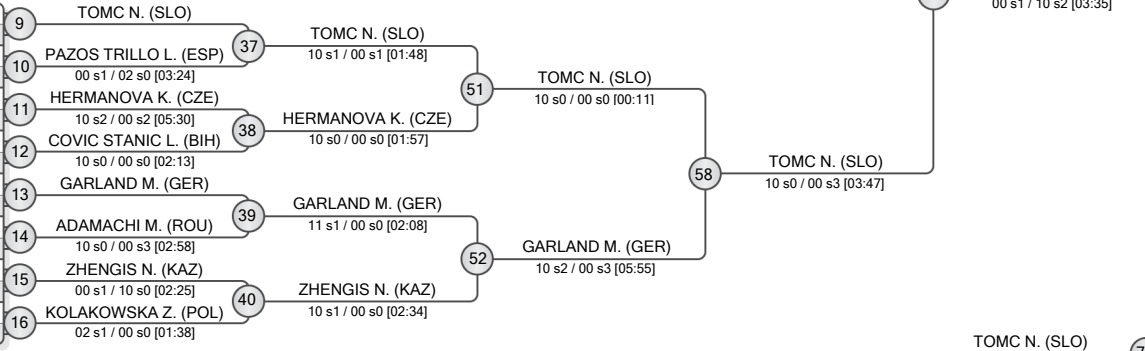 00 s1 / 10 s2 [03:35]
9
TOMC N. (SLO)
37
TOMC N. (SLO)
10 s1 / 00 s1 [01:48]
10
PAZOS TRILLO L. (ESP)
00 s1 / 02 s0 [03:24]
51
TOMC N. (SLO)
10 s0 / 00 s0 [00:11]
11
HERMANOVA K. (CZE)
10 s2 / 00 s2 [05:30]
38
HERMANOVA K. (CZE)
10 s0 / 00 s0 [01:57]
12
COVIC STANIC L. (BIH)
10 s0 / 00 s0 [02:13]
58
TOMC N. (SLO)
10 s0 / 00 s3 [03:47]
13
GARLAND M. (GER)
39
GARLAND M. (GER)
11 s1 / 00 s0 [02:08]
14
ADAMACHI M. (ROU)
10 s0 / 00 s3 [02:58]
52
GARLAND M. (GER)
10 s2 / 00 s3 [05:55]
15
ZHENGIS N. (KAZ)
00 s1 / 10 s0 [02:25]
40
ZHENGIS N. (KAZ)
10 s1 / 00 s0 [02:34]
16
KOLAKOWSKA Z. (POL)
02 s1 / 00 s0 [01:38]
TOMC N. (SLO)